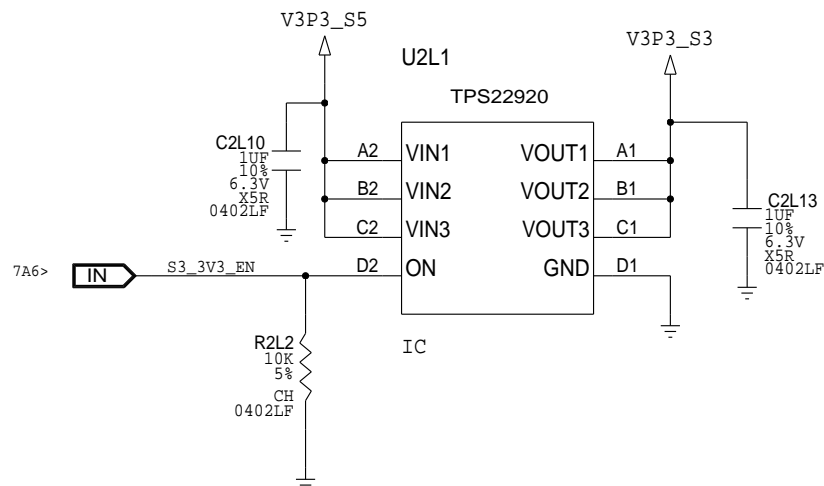 V3P3_S5
U2L1
V3P3_S3
TPS22920
C2L10
1UF
10%
6.3V
X5R
0402LF
A2
VIN1
VOUT1
A1
B2
VIN2
VOUT2
B1
C2
VIN3
VOUT3
C1
C2L13
1UF
10%
6.3V
X5R
0402LF
7A6>
IN
S3_3V3_EN
D2
ON
GND
D1
R2L2
10K
5%
CH
0402LF
IC